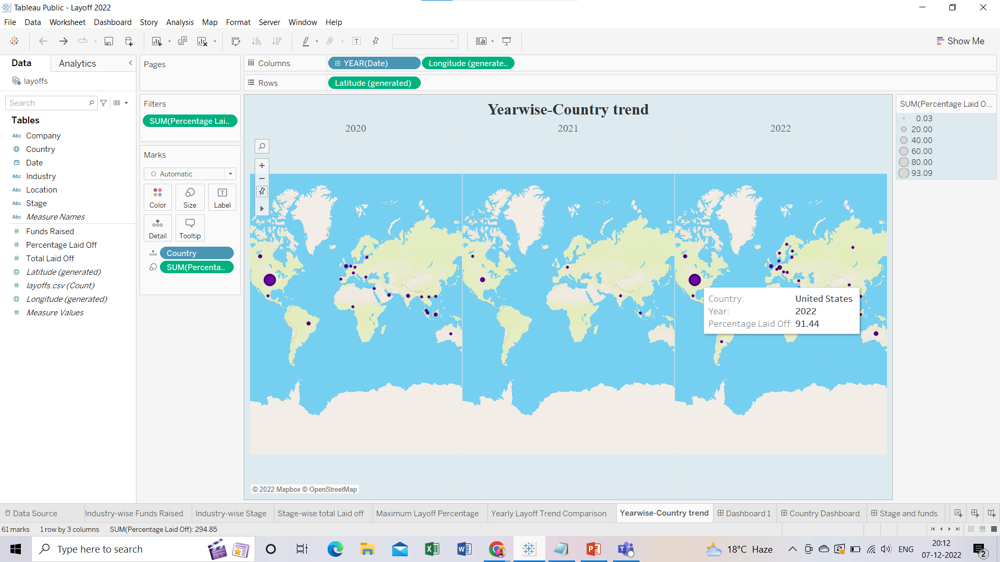 Tableau Public - Layoff 2022
File Data Worksheet Dashboard Story Analysis Map Format Server Window Help
Show Me
Data Analytics
layoffs
Search
Tables
Abc Company
Country
Date
Abc Industry
Abc Location
Abc Stage
Abc Measure Names
Funds Raised
Percentage Laid Off
Total Laid Off
Latitude (generated)
layoffs.csv (Count)
Longitude (generated)
Measure Values
Pages
Filters
SUM(Percentage Lai..
Marks
Automatic
Color Size Label
Detail Tooltip
Country
SUM(Percenta..
Columns YEAR(Date) Longitude (generate..
Rows Latitude (generated)
Yearwise-Country trend
2020 2021 2022
Country: United States
Year: 2022
Percentage Laid Off: 91.44
© 2022 Mapbox © OpenStreetMap
SUM(Percentage Laid O...
0.03
20.00
40.00
60.00
80.00
93.09
Data Source Industry-wise Funds Raised Industry-wise Stage Stage-wise total Laid off Maximum Layoff Percentage Yearly Layoff Trend Comparison Yearwise-Country trend Dashboard 1 Country Dashboard Stage and funds
61 marks 1 row by 3 columns SUM(Percentage Laid Off): 294.85
Type here to search
18°C Haze
ENG
20:12
07-12-2022
2